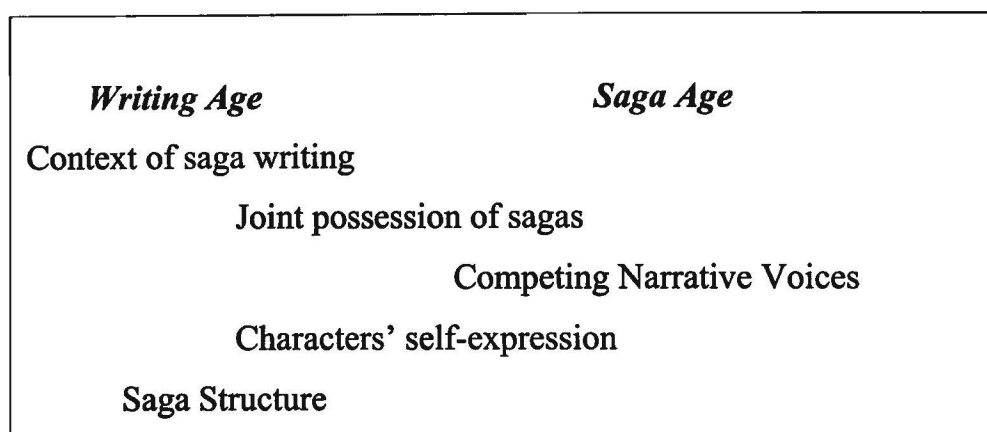 Writing Age Saga Age
Context of saga writing
Joint possession of sagas
Competing Narrative Voices
Characters’ self-expression
Saga Structure